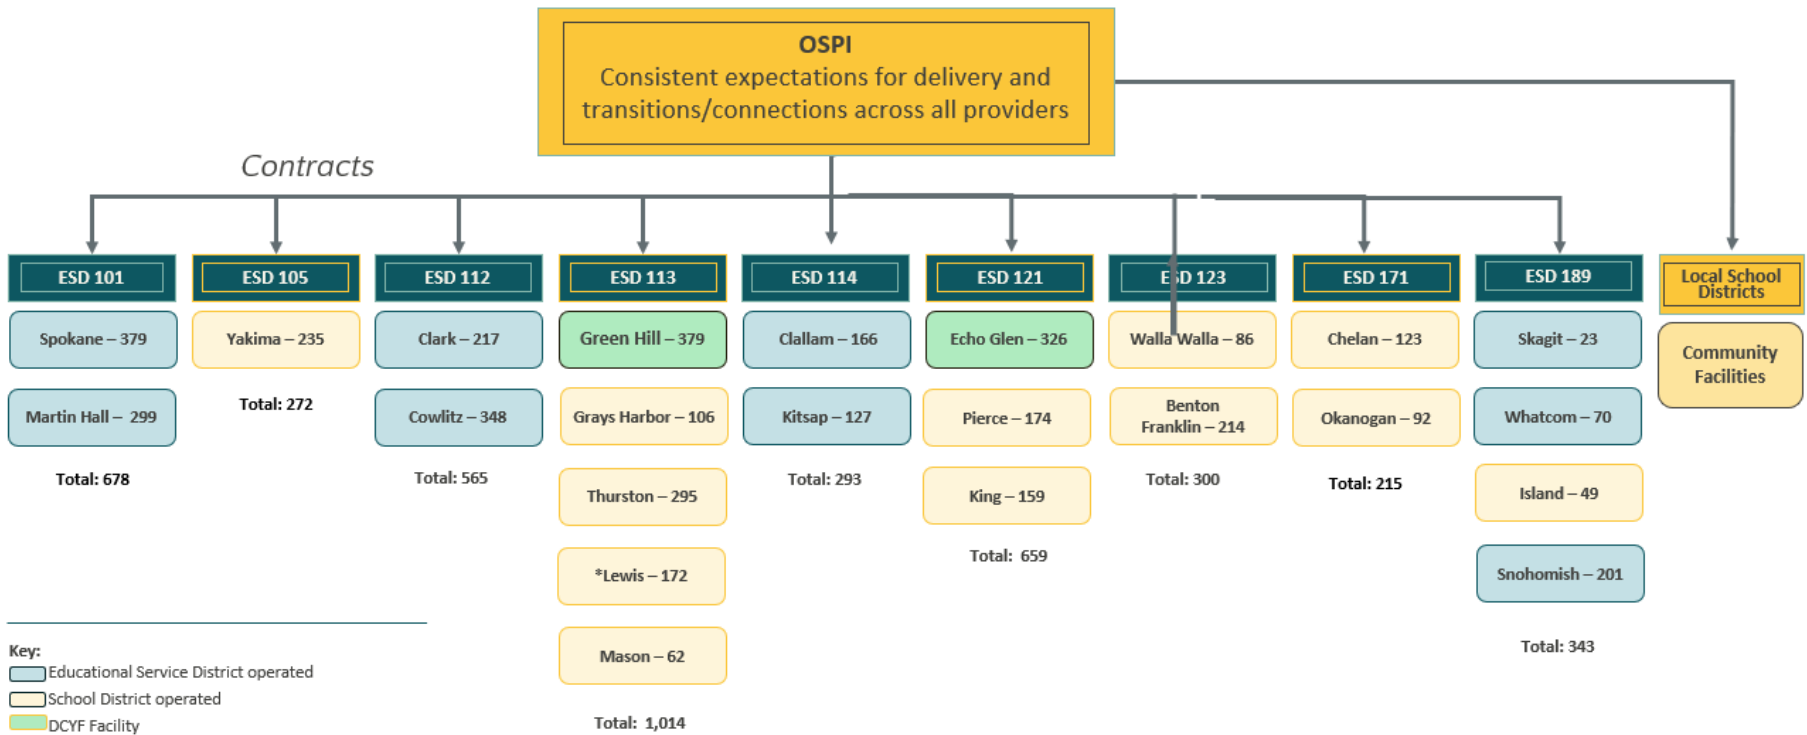 OSPI
Consistent expectations for delivery and
transitions/connections across all providers
Contracts
ESD 101
Spokane – 379
Martin Hall – 299
Total: 678
ESD 105
Yakima – 235
Total: 272
ESD 112
Clark – 217
Cowlitz – 348
Total: 565
ESD 113
Green Hill – 379
Grays Harbor – 106
Thurston – 295
*Lewis – 172
Mason – 62
Total: 1,014
ESD 114
Clallam – 166
Kitsap – 127
Total: 293
ESD 121
Echo Glen – 326
Pierce – 174
King – 159
Total: 659
ESD 123
Walla Walla – 86
Benton
Franklin – 214
Total: 300
ESD 171
Chelan – 123
Okanogan – 92
Total: 215
ESD 189
Skagit – 23
Whatcom – 70
Island – 49
Snohomish – 201
Total: 343
Local School
Districts
Community
Facilities
Key:
Educational Service District operated
School District operated
DCYF Facility